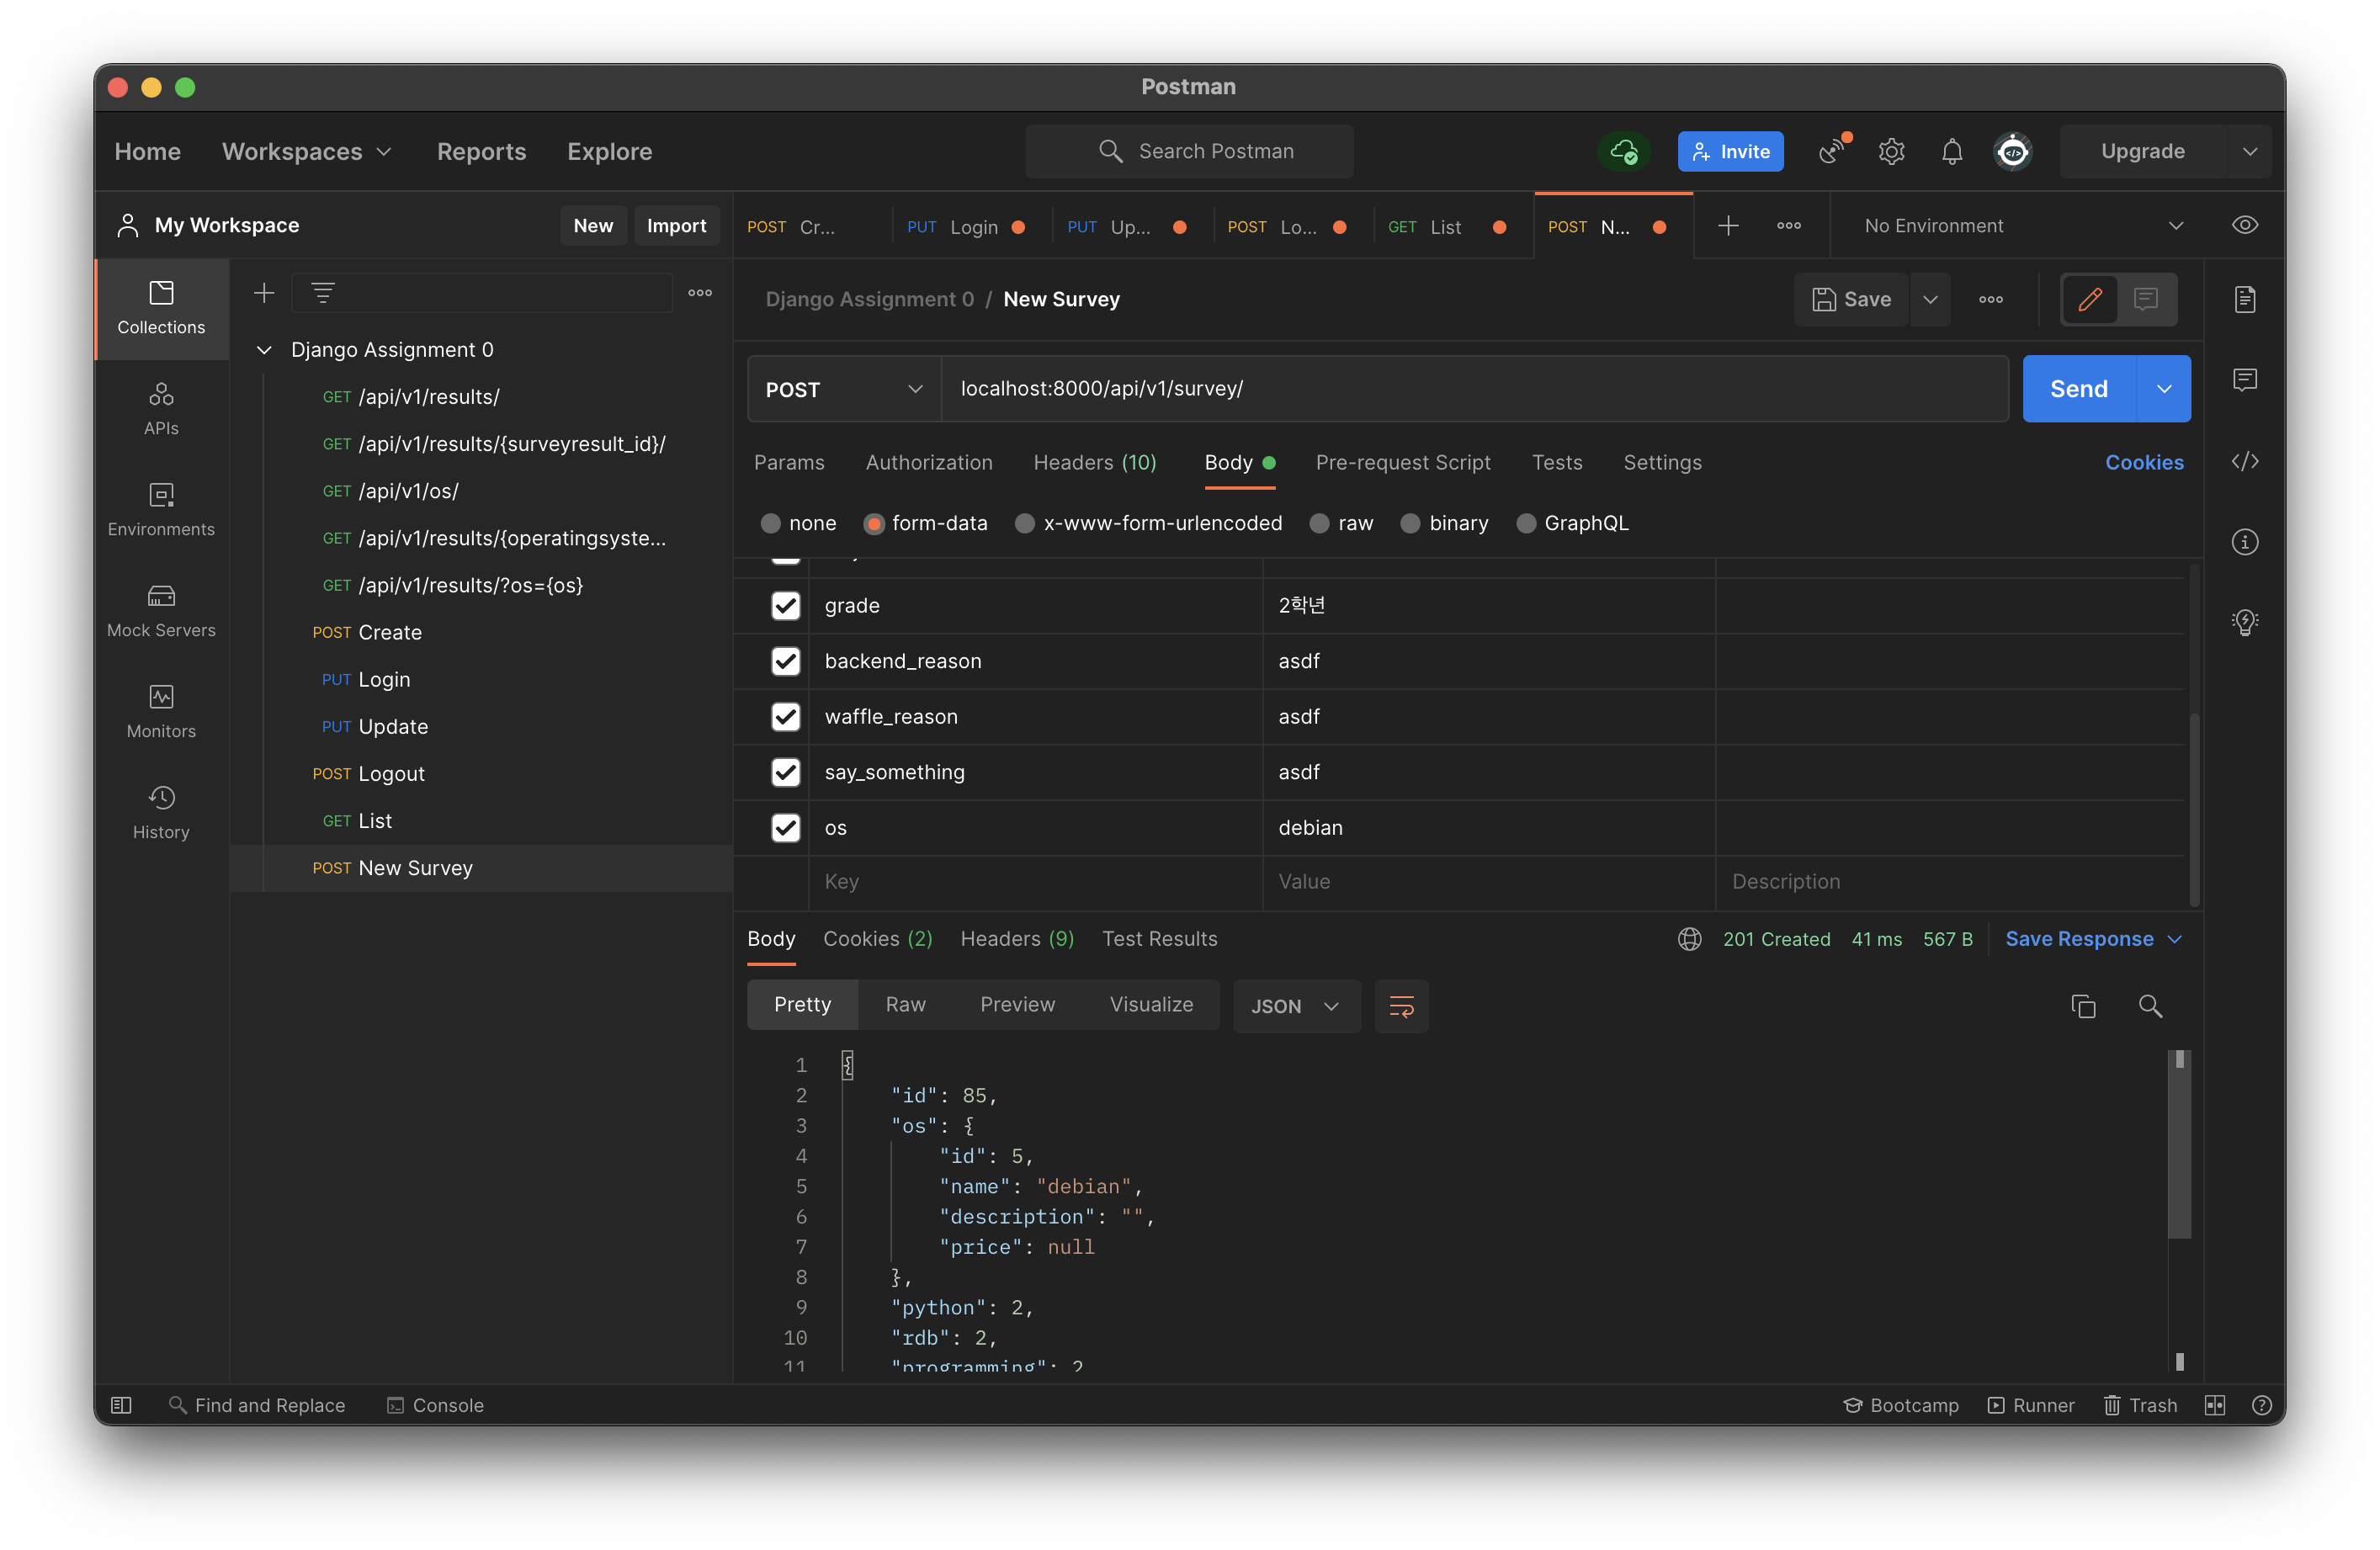 Postman
Home Workspaces Reports Explore Search Postman Invite Upgrade
My Workspace New Import
POST Cr... PUT Login PUT Up... POST Lo... GET List POST N... No Environment
Collections
APIs
Environments
Mock Servers
Monitors
History
Django Assignment 0
GET /api/v1/results/
GET /api/v1/results/{surveyresult_id}/
GET /api/v1/os/
GET /api/v1/results/{operatingsyste...
GET /api/v1/results/?os={os}
POST Create
PUT Login
PUT Update
POST Logout
GET List
POST New Survey
Django Assignment 0 / New Survey Save
POST localhost:8000/api/v1/survey/ Send
Params Authorization Headers (10) Body Pre-request Script Tests Settings Cookies
none form-data x-www-form-urlencoded raw binary GraphQL
grade 2학년
backend_reason asdf
waffle_reason asdf
say_something asdf
os debian
Key Value Description
Body Cookies (2) Headers (9) Test Results 201 Created 41 ms 567 B Save Response
Pretty Raw Preview Visualize JSON
1 {
2 "id": 85,
3 "os": {
4 "id": 5,
5 "name": "debian",
6 "description": "",
7 "price": null
8 },
9 "python": 2,
10 "rdb": 2,
11 "programming": 2
Find and Replace Console Bootcamp Runner Trash